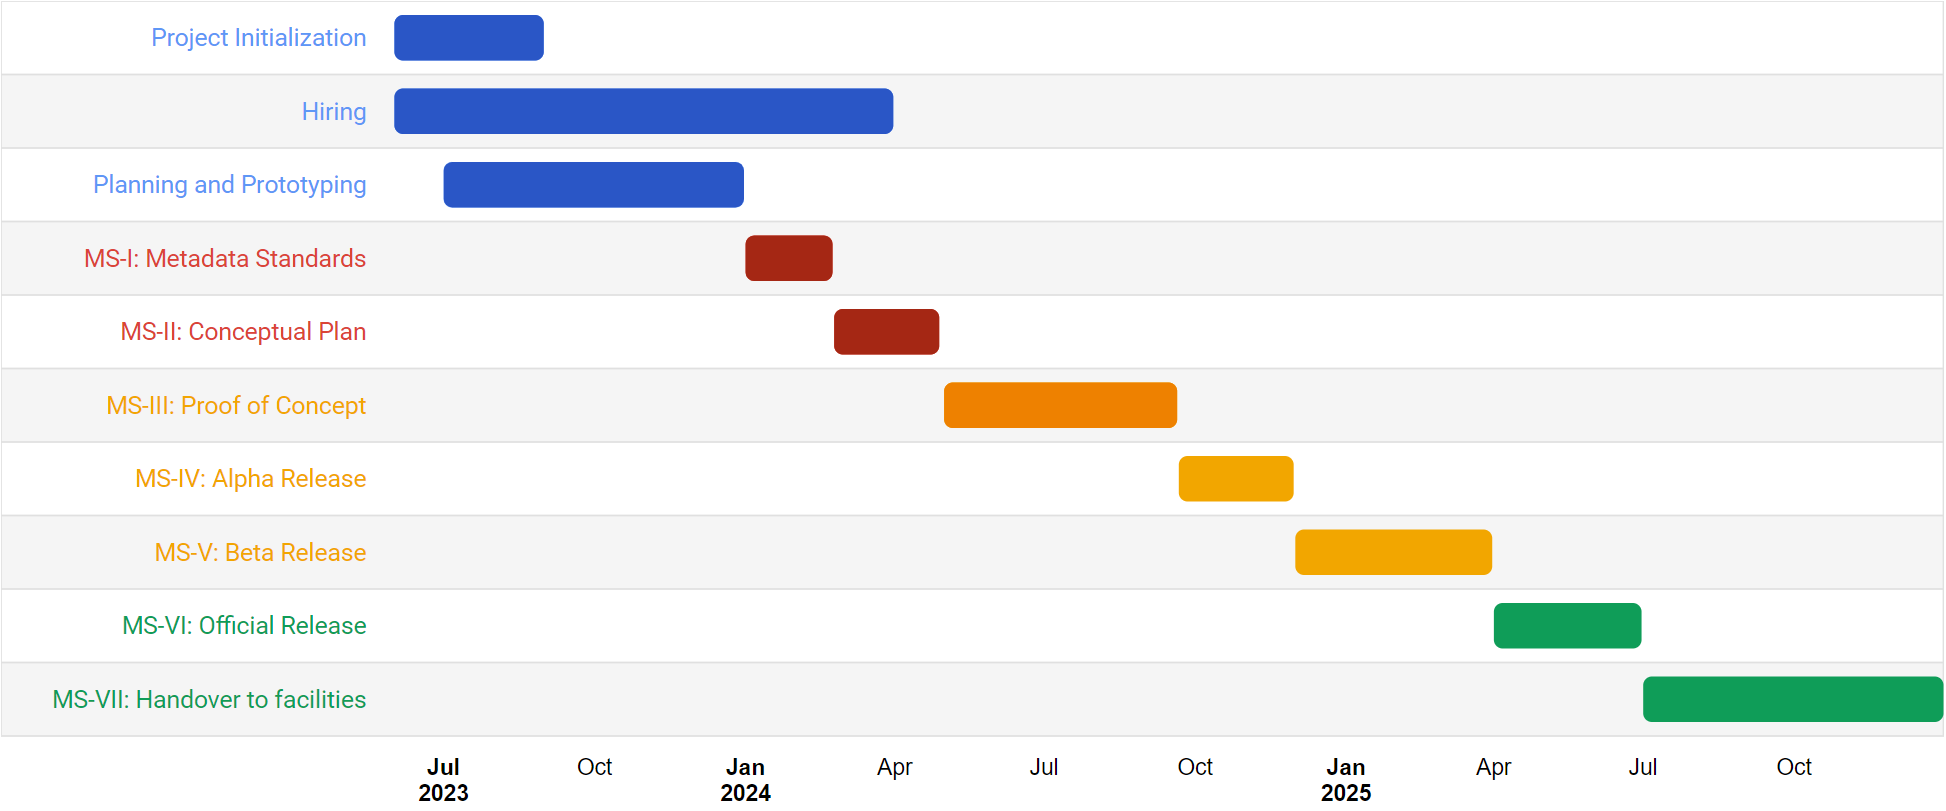 Project Initialization
Hiring
Planning and Prototyping
MS-I: Metadata Standards
MS-II: Conceptual Plan
MS-III: Proof of Concept
MS-IV: Alpha Release
MS-V: Beta Release
MS-VI: Official Release
MS-VII: Handover to facilities
Jul Oct Jan Apr Jul Oct Jan Apr Jul Oct
2023 2024 2025